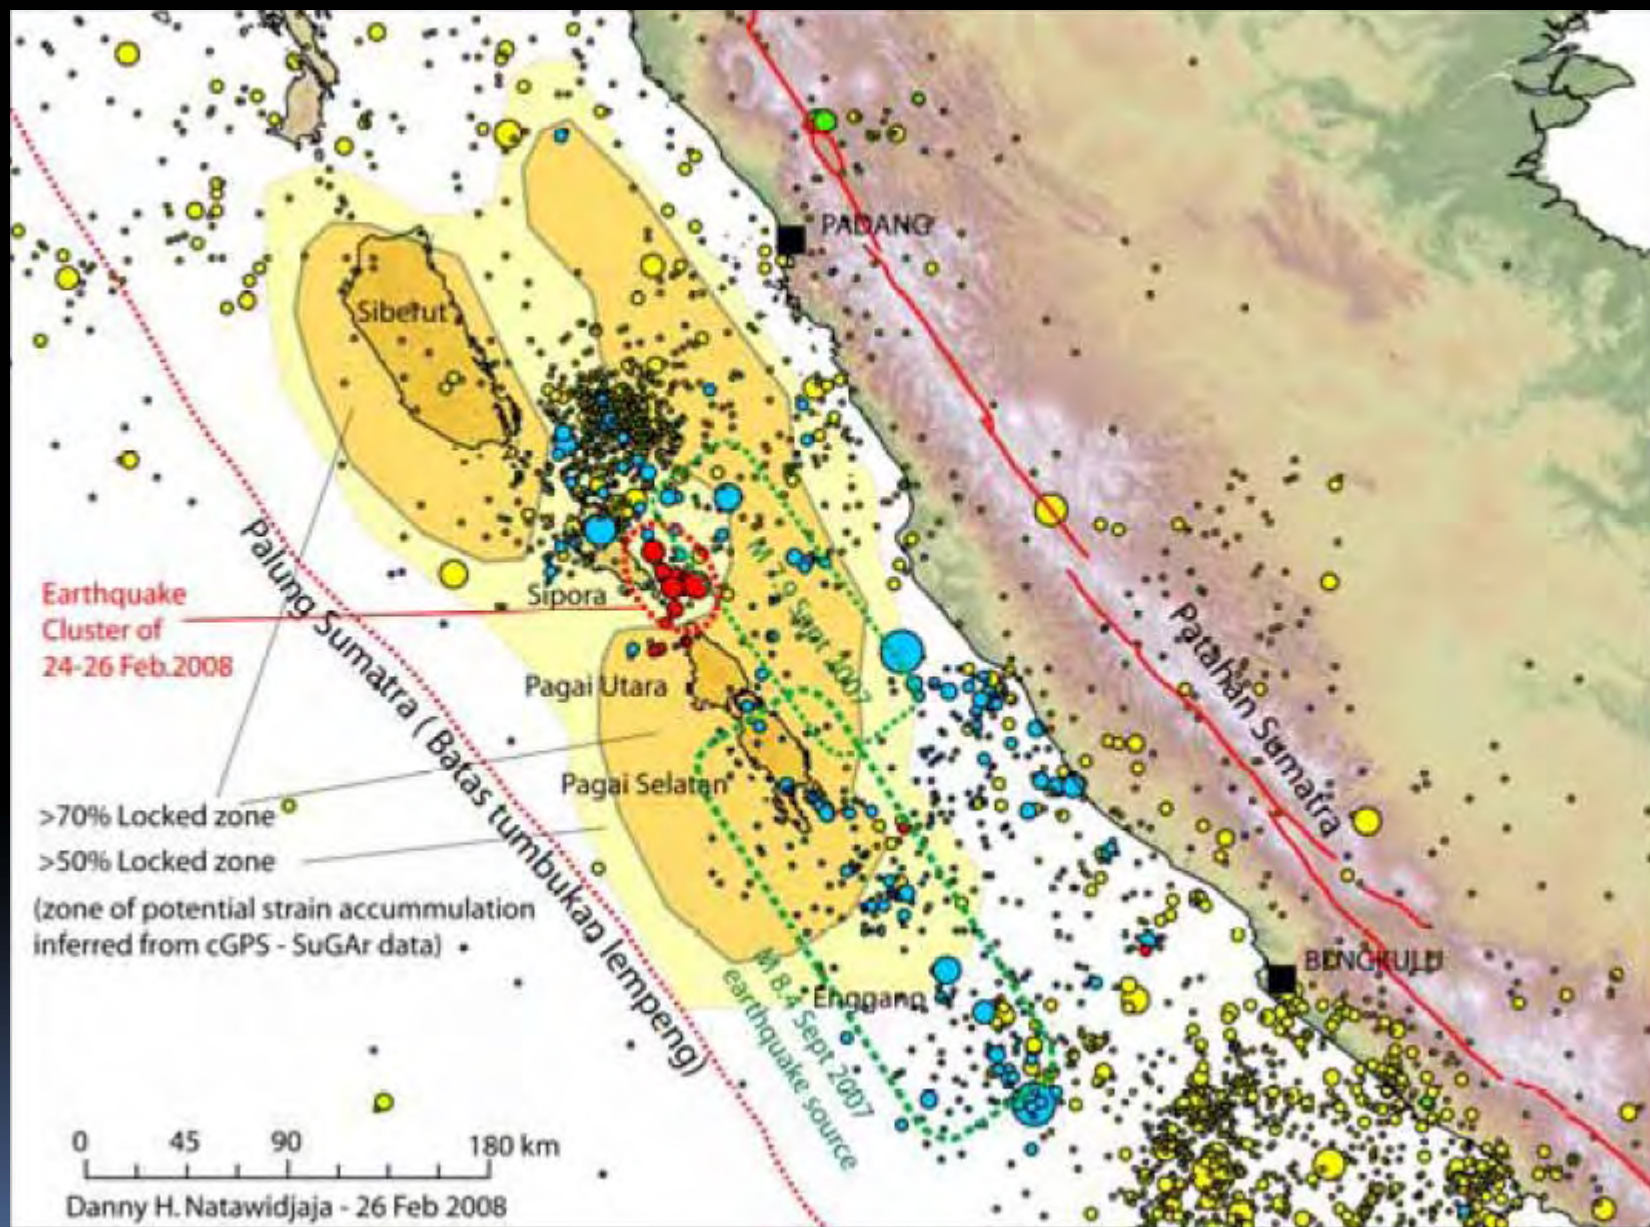 PADANG
Siberut
M 7.9 Sept 2007
Earthquake
Cluster of
24-26 Feb.2008
Sipora
Palung Sumatra ( Batas tumbukan lempeng)
Patahan Sumatra
Pagai Utara
Pagai Selatan
>70% Locked zone
>50% Locked zone
(zone of potential strain accummulation
inferred from cGPS - SuGAr data)
BENGKULU
Enggano
M 8.4 Sept 2007
earthquake source
0 45 90 180 km
Danny H. Natawidjaja - 26 Feb 2008